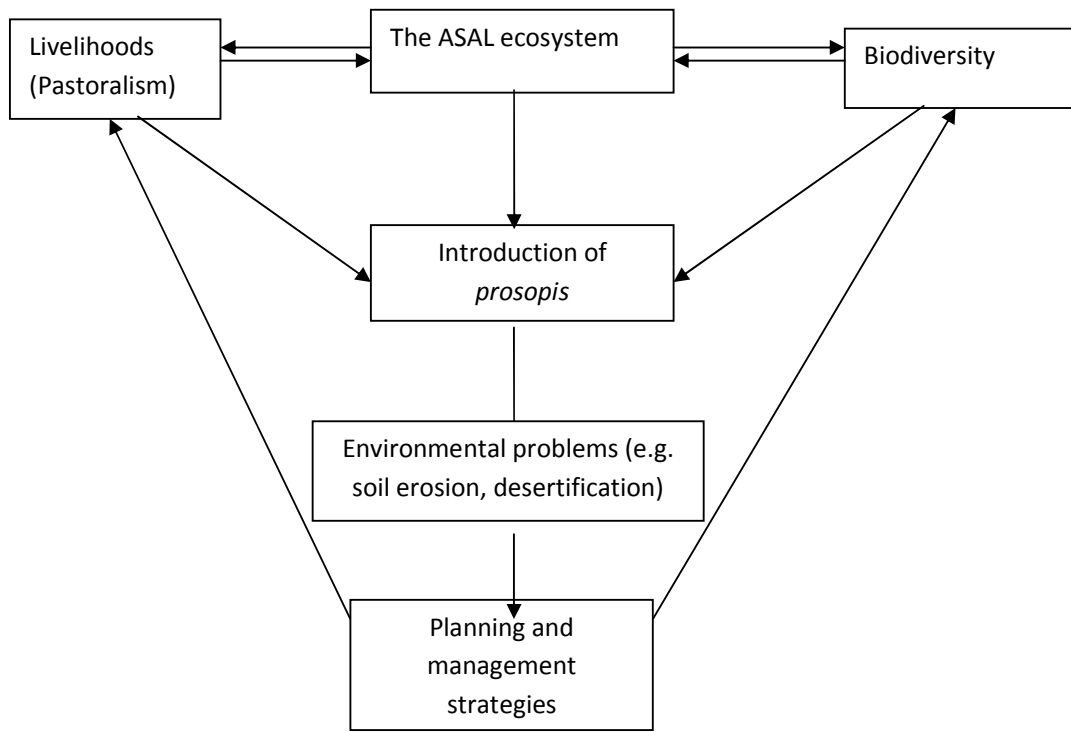 Livelihoods
(Pastoralism)
The ASAL ecosystem
Biodiversity
Introduction of
prosopis
Environmental problems (e.g.
soil erosion, desertification)
Planning and
management
strategies